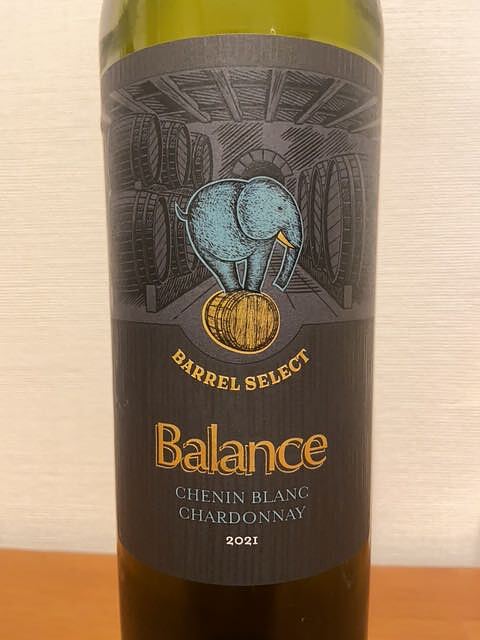 BARREL SELECT
Balance
CHENIN BLANC
CHARDONNAY
2021